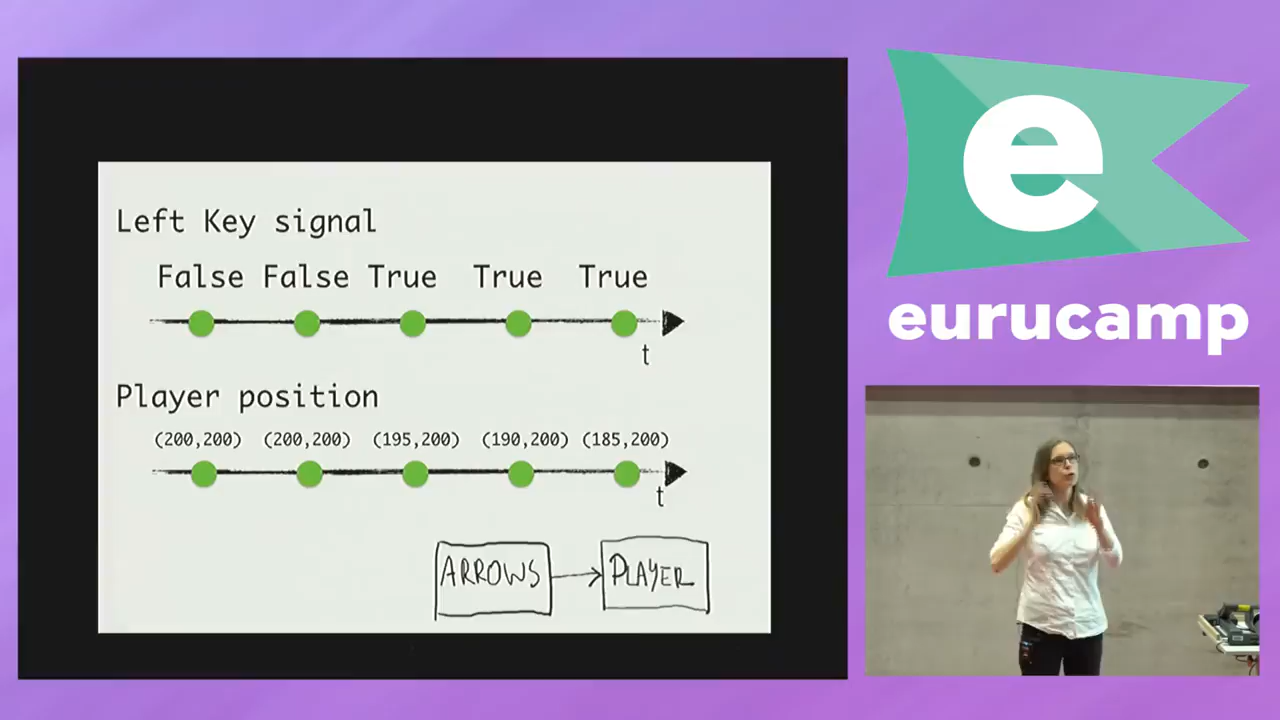 Left Key signal
False False True True True
t
Player position
(200,200) (200,200) (195,200) (190,200) (185,200)
t
ARROWS PLAYER
e
eurucamp